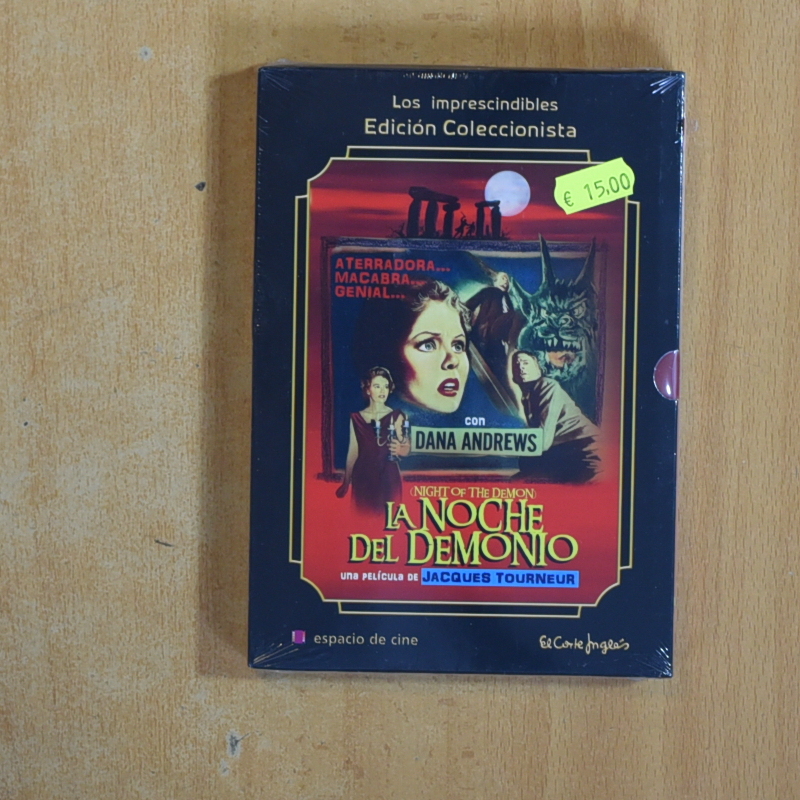 Los imprescindibles
Edición Coleccionista
€ 15,00
ATERRADORA...
MACABRA...
GENIAL...
con
DANA ANDREWS
(NIGHT OF THE DEMON)
LA NOCHE
DEL DEMONIO
UNA PELÍCULA DE JACQUES TOURNEUR
espacio de cine
El Corte Inglés